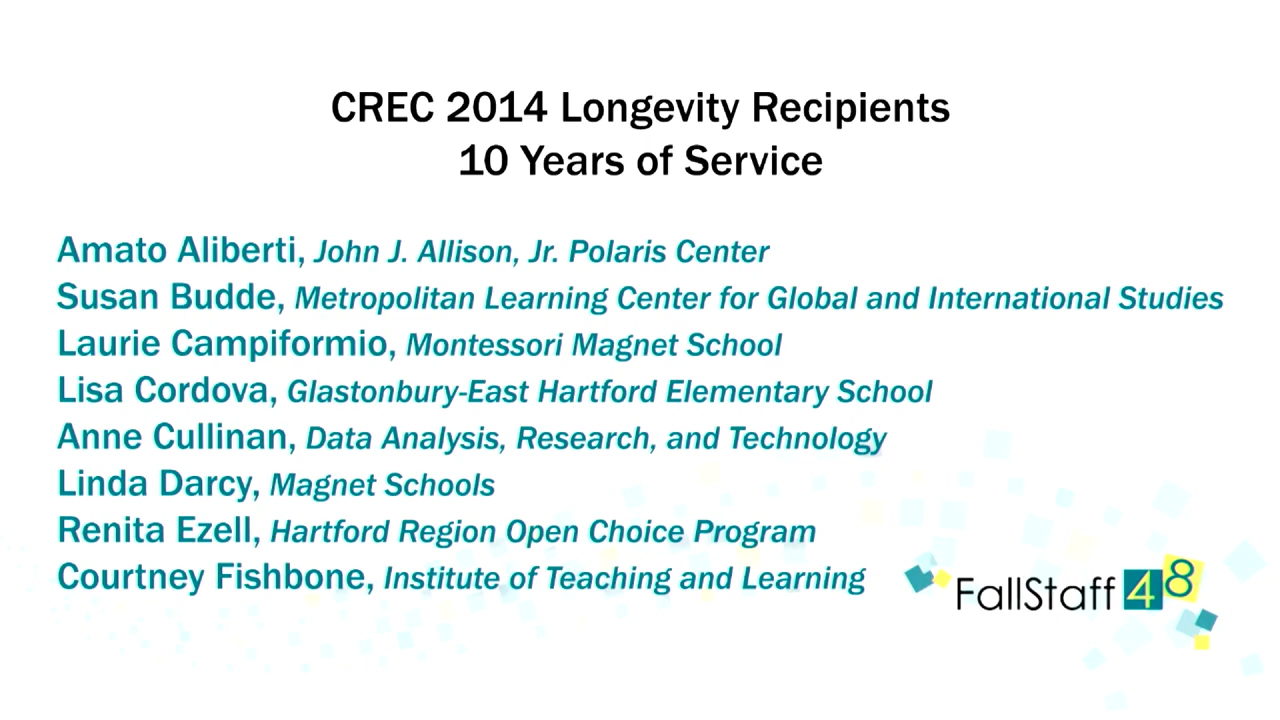 CREC 2014 Longevity Recipients
10 Years of Service
Amato Aliberti, John J. Allison, Jr. Polaris Center
Susan Budde, Metropolitan Learning Center for Global and International Studies
Laurie Campiformio, Montessori Magnet School
Lisa Cordova, Glastonbury-East Hartford Elementary School
Anne Cullinan, Data Analysis, Research, and Technology
Linda Darcy, Magnet Schools
Renita Ezell, Hartford Region Open Choice Program
Courtney Fishbone, Institute of Teaching and Learning
FallStaff 48